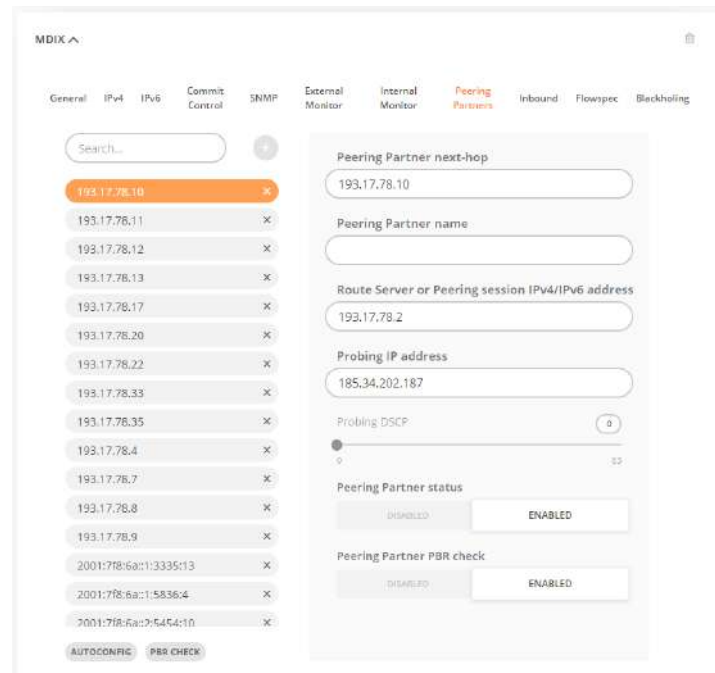 MDIX
General IPv4 IPv6 Commit Control SNMP External Monitor Internal Monitor Peering Partners Inbound Flowspec Blackholing
Search...
+
193.17.78.10 ×
193.17.78.11 ×
193.17.78.12 ×
193.17.78.13 ×
193.17.78.17 ×
193.17.78.20 ×
193.17.78.22 ×
193.17.78.33 ×
193.17.78.35 ×
193.17.78.4 ×
193.17.78.7 ×
193.17.78.8 ×
193.17.78.9 ×
2001:7f8:6a::1:3335:13 ×
2001:7f8:6a::1:5836:4 ×
2001:7f8:6a::2:5454:10 ×
AUTOCONFIG PBR CHECK
Peering Partner next-hop
193.17.78.10
Peering Partner name
Route Server or Peering session IPv4/IPv6 address
193.17.78.2
Probing IP address
185.34.202.187
Probing DSCP 0
0 63
Peering Partner status
DISABLED ENABLED
Peering Partner PBR check
DISABLED ENABLED